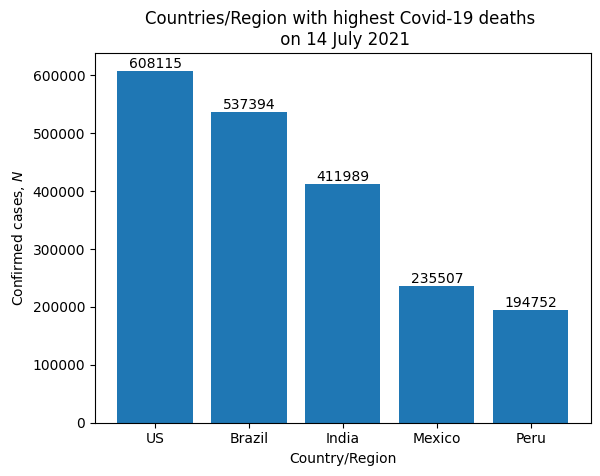 Countries/Region with highest Covid-19 deaths
on 14 July 2021
Confirmed cases, N
600000
500000
400000
300000
200000
100000
0
608115
537394
411989
235507
194752
US
Brazil
India
Mexico
Peru
Country/Region